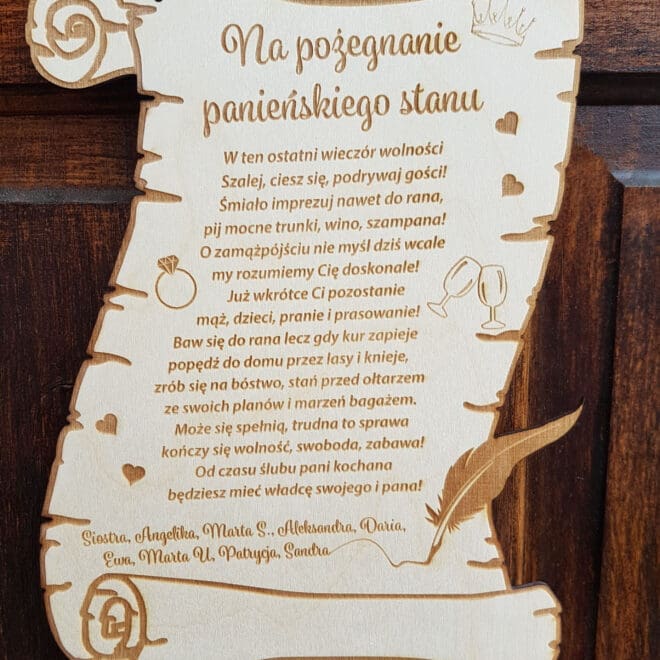 Na pożegnanie
panieńskiego stanu
W ten ostatni wieczór wolności
Szalej, ciesz się, podrywaj gości!
Śmiało imprezuj nawet do rana,
pij mocne trunki, wino, szampana!
O zamążpójściu nie myśl dziś wcale
my rozumiemy Cię doskonale!
Już wkrótce Ci pozostanie
mąż, dzieci, pranie i prasowanie!
Baw się do rana lecz gdy kur zapieje
popędź do domu przez lasy i knieje,
zrób się na bóstwo, stań przed ołtarzem
ze swoich planów i marzeń bagażem.
Może się spełnią, trudna to sprawa
kończy się wolność, swoboda, zabawa!
Od czasu ślubu pani kochana
będziesz mieć władcę swojego i pana!
Siostra, Angelika, Marta S., Aleksandra, Daria,
Ewa, Marta U, Patrycja, Sandra